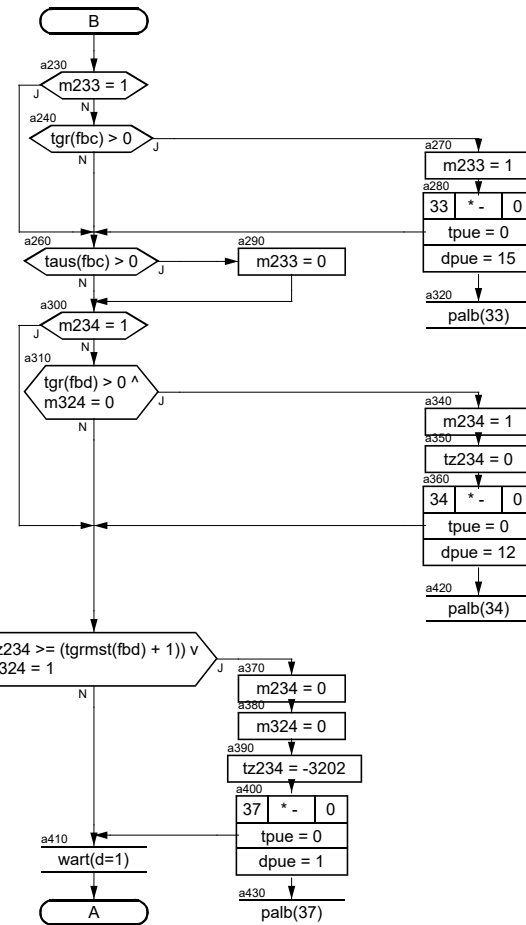 B
a230
m233 = 1
J
N
a240
tgr(fbc) > 0
J
N
a270
m233 = 1
a280
33 * - 0
tpue = 0
dpue = 15
a320
palb(33)
a260
taus(fbc) > 0
J
N
a290
m233 = 0
a300
m234 = 1
J
N
a310
tgr(fbd) > 0 ^
m324 = 0
J
N
a340
m234 = 1
a350
tz234 = 0
a360
34 * - 0
tpue = 0
dpue = 12
a420
palb(34)
z234 >= (tgrmst(fbd) + 1)) v
324 = 1
J
N
a370
m234 = 0
a380
m324 = 0
a390
tz234 = -3202
a400
37 * - 0
tpue = 0
dpue = 1
a430
palb(37)
a410
wart(d=1)
A